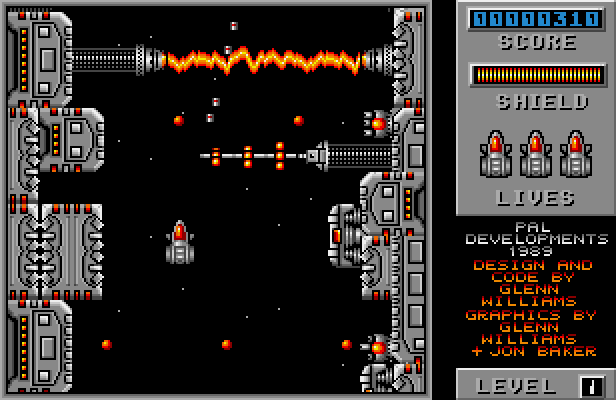 00000310
SCORE
SHIELD
LIVES
PAL
DEVELOPMENTS
1989
DESIGN AND
CODE BY
GLENN
WILLIAMS
GRAPHICS BY
GLENN
WILLIAMS
+ JON BAKER
LEVEL 1